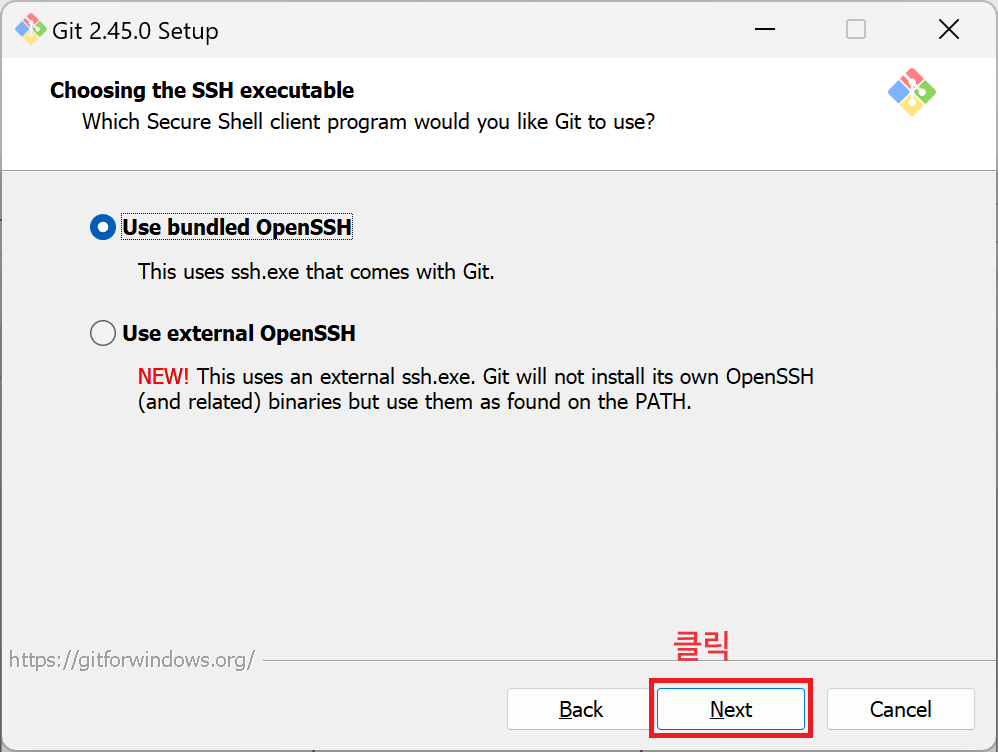 Git 2.45.0 Setup
Choosing the SSH executable
Which Secure Shell client program would you like Git to use?
Use bundled OpenSSH
This uses ssh.exe that comes with Git.
Use external OpenSSH
NEW! This uses an external ssh.exe. Git will not install its own OpenSSH
(and related) binaries but use them as found on the PATH.
클릭
https://gitforwindows.org/
Back Next Cancel